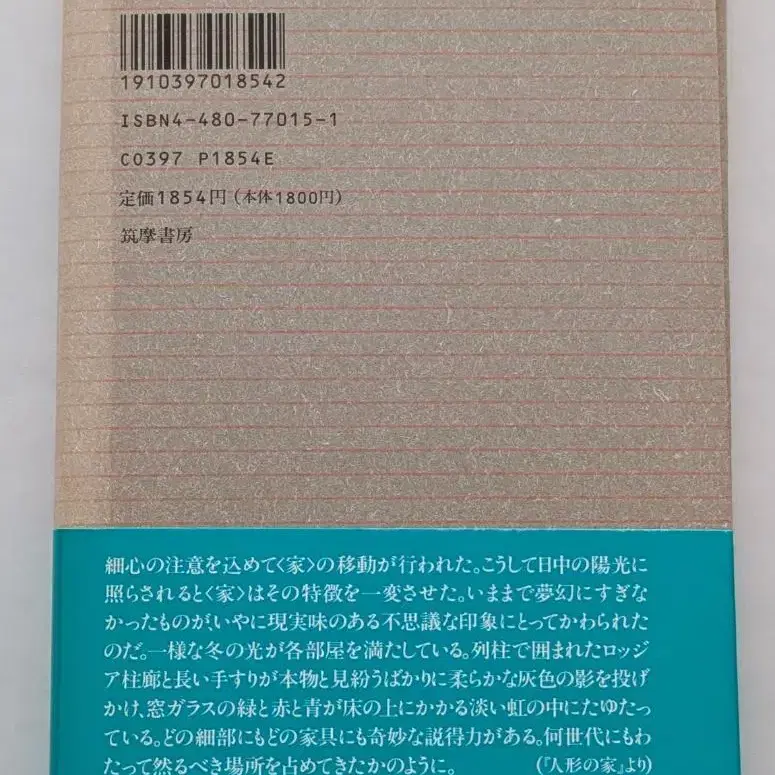 1910397018542
ISBN4-480-77015-1
C0397 P1854E
定価1854円(本体1800円)
筑摩書房
細心の注意を込めて〈家〉の移動が行われた。こうして日中の陽光に
照らされると〈家〉はその特徴を一変させた。いままで夢幻にすぎな
かったものが、いやに現実味のある不思議な印象にとってかわられた
のだ。一様な冬の光が各部屋を満たしている。列柱で囲まれたロッジ
ア柱廊と長い手すりが本物と見紛うばかりに柔らかな灰色の影を投げ
かけ、窓ガラスの緑と赤と青が床の上にかかる淡い虹の中にたゆたっ
ている。どの細部にもどの家具にも奇妙な説得力がある。何世代にもわ
たって然るべき場所を占めてきたかのように。 (『人形の家』より)